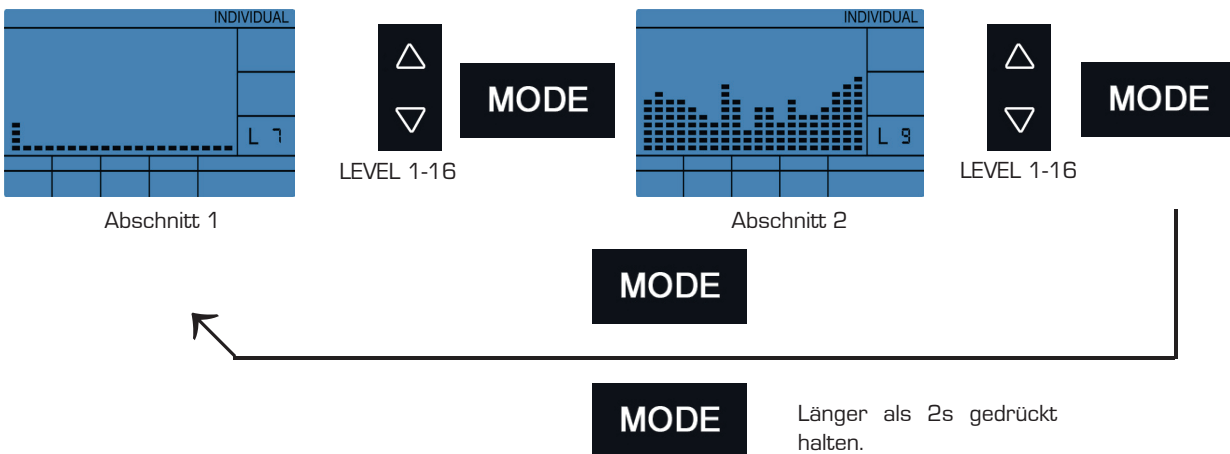 INDIVIDUAL
L 7
MODE
LEVEL 1-16
Abschnitt 1
INDIVIDUAL
L 9
MODE
LEVEL 1-16
Abschnitt 2
MODE
MODE
Länger als 2s gedrückt
halten.